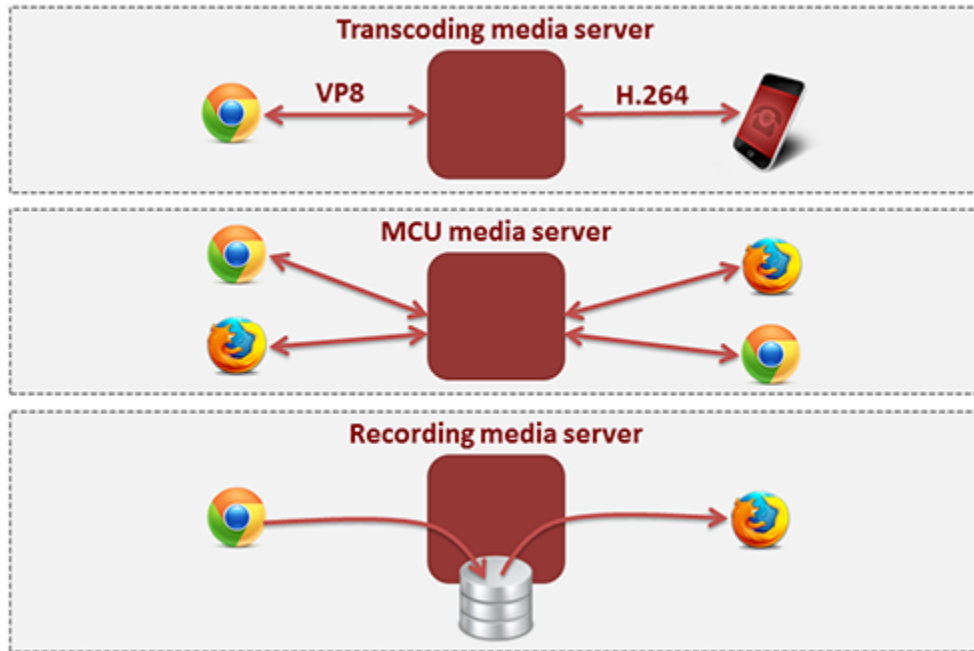 Transcoding media server
VP8
H.264
MCU media server
Recording media server